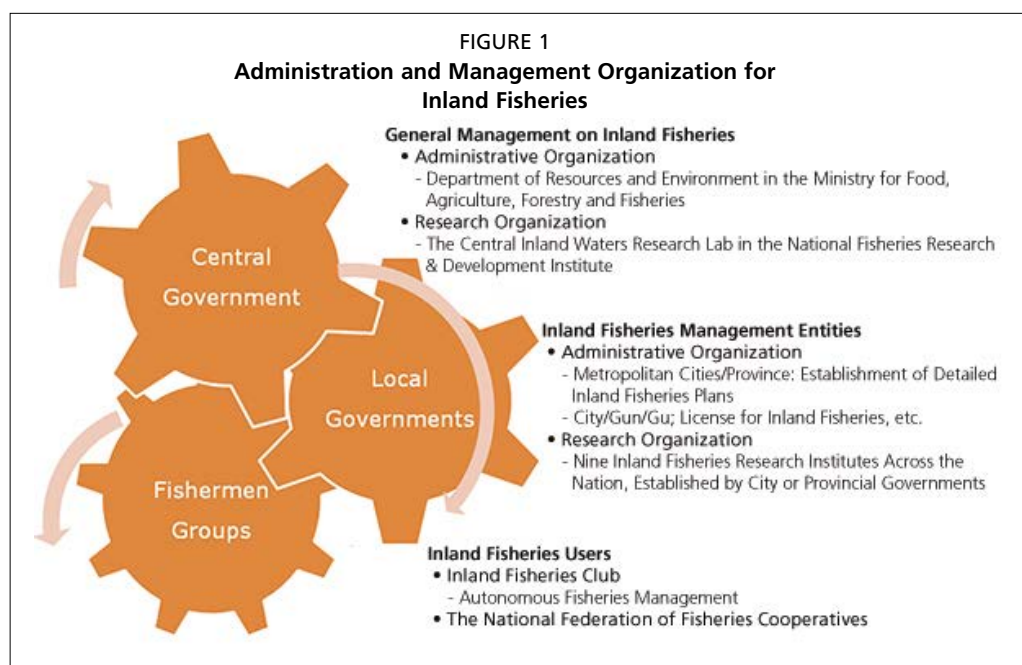 FIGURE 1
Administration and Management Organization for
Inland Fisheries
General Management on Inland Fisheries
• Administrative Organization
- Department of Resources and Environment in the Ministry for Food,
Agriculture, Forestry and Fisheries
• Research Organization
- The Central Inland Waters Research Lab in the National Fisheries Research
& Development Institute
Central
Government
Inland Fisheries Management Entities
• Administrative Organization
- Metropolitan Cities/Province: Establishment of Detailed
Inland Fisheries Plans
- City/Gun/Gu; License for Inland Fisheries, etc.
• Research Organization
- Nine Inland Fisheries Research Institutes Across the
Nation, Established by City or Provincial Governments
Local
Governments
Fishermen
Groups
Inland Fisheries Users
• Inland Fisheries Club
- Autonomous Fisheries Management
• The National Federation of Fisheries Cooperatives